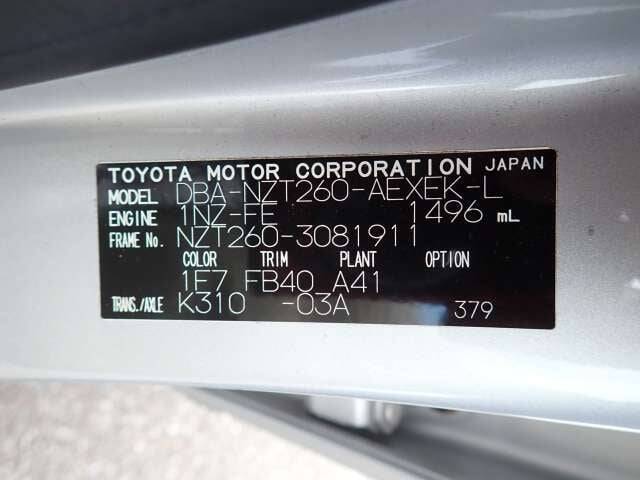 TOYOTA MOTOR CORPORATION JAPAN
MODEL DBA-NZT260-AEXEK-L
ENGINE 1NZ-FE 1496 mL
FRAME No. NZT260-3081911
COLOR TRIM PLANT OPTION
1F7 FB40 A41
TRANS./AXLE K310 -03A 379